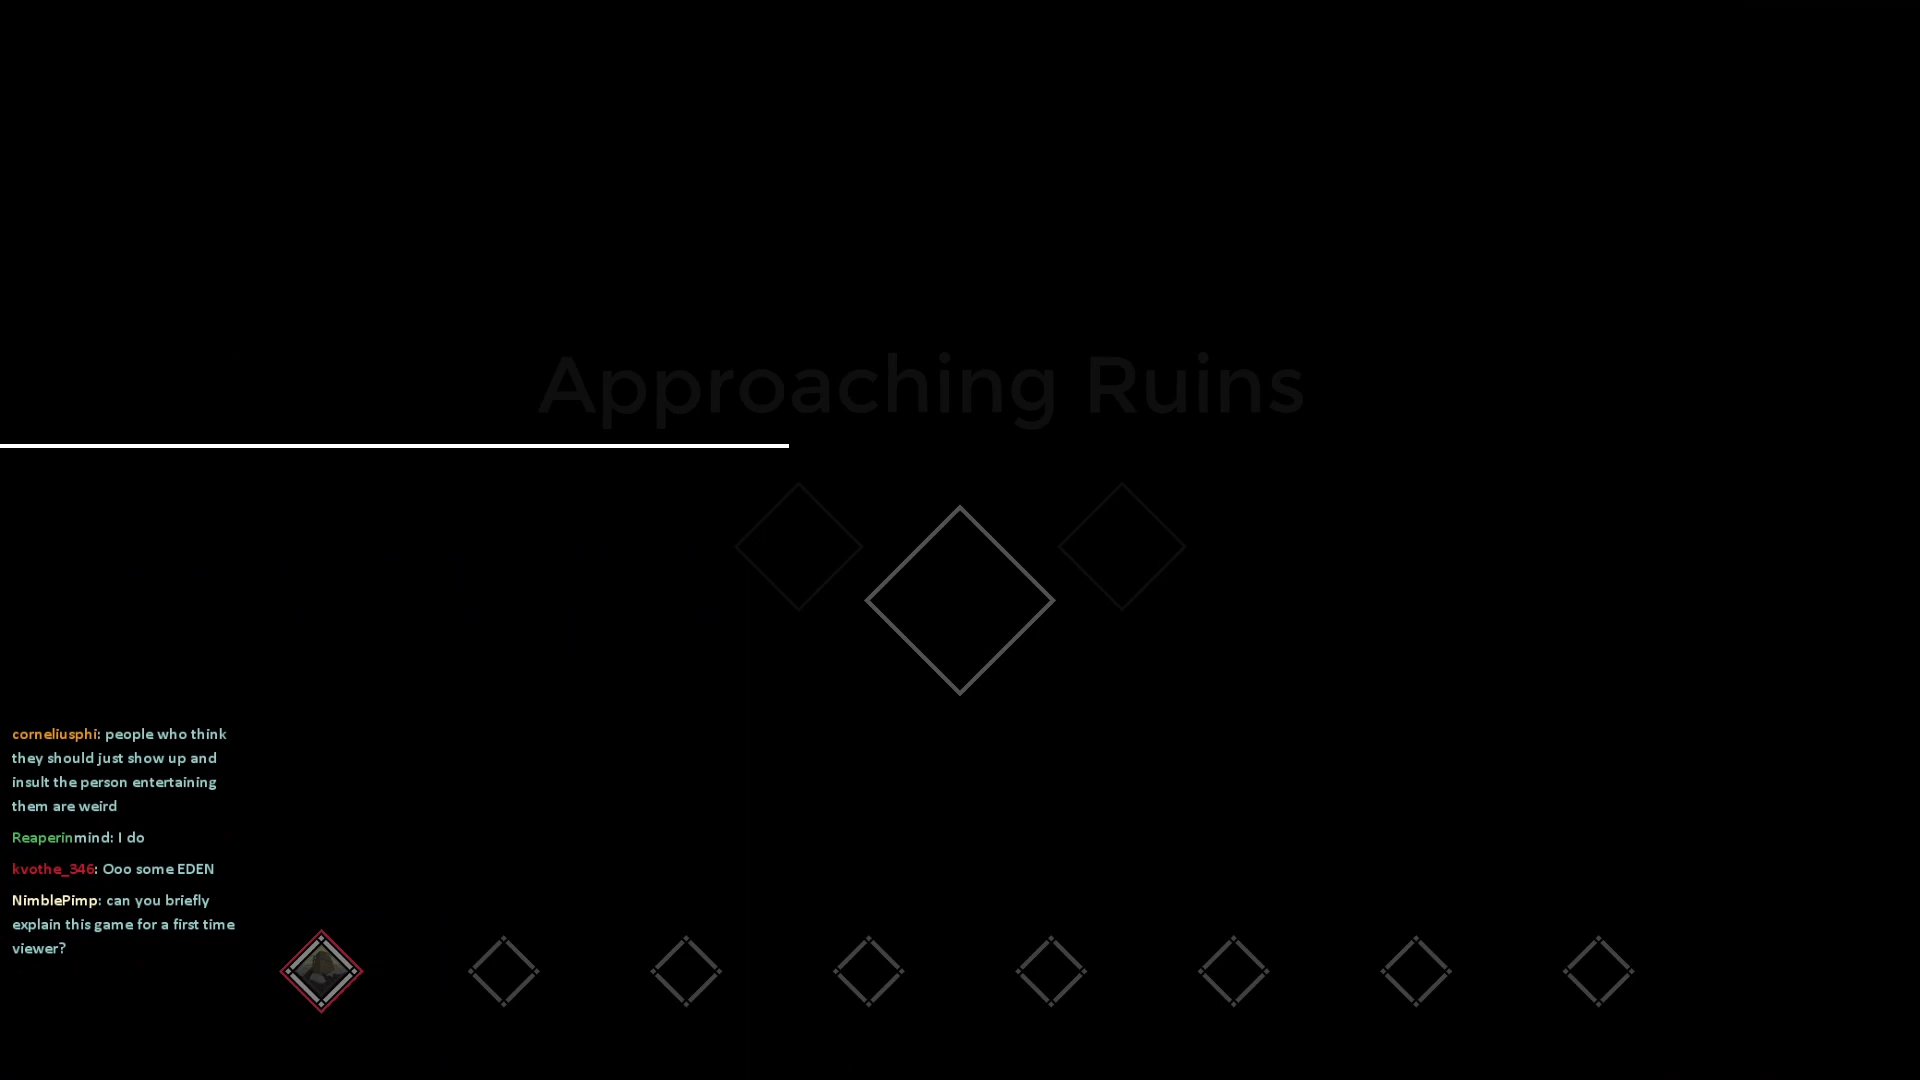 Approaching Ruins
corneliusphi: people who think
they should just show up and
insult the person entertaining
them are weird
Reaperinmind: I do
kvothe_346: Ooo some EDEN
NimblePimp: can you briefly
explain this game for a first time
viewer?